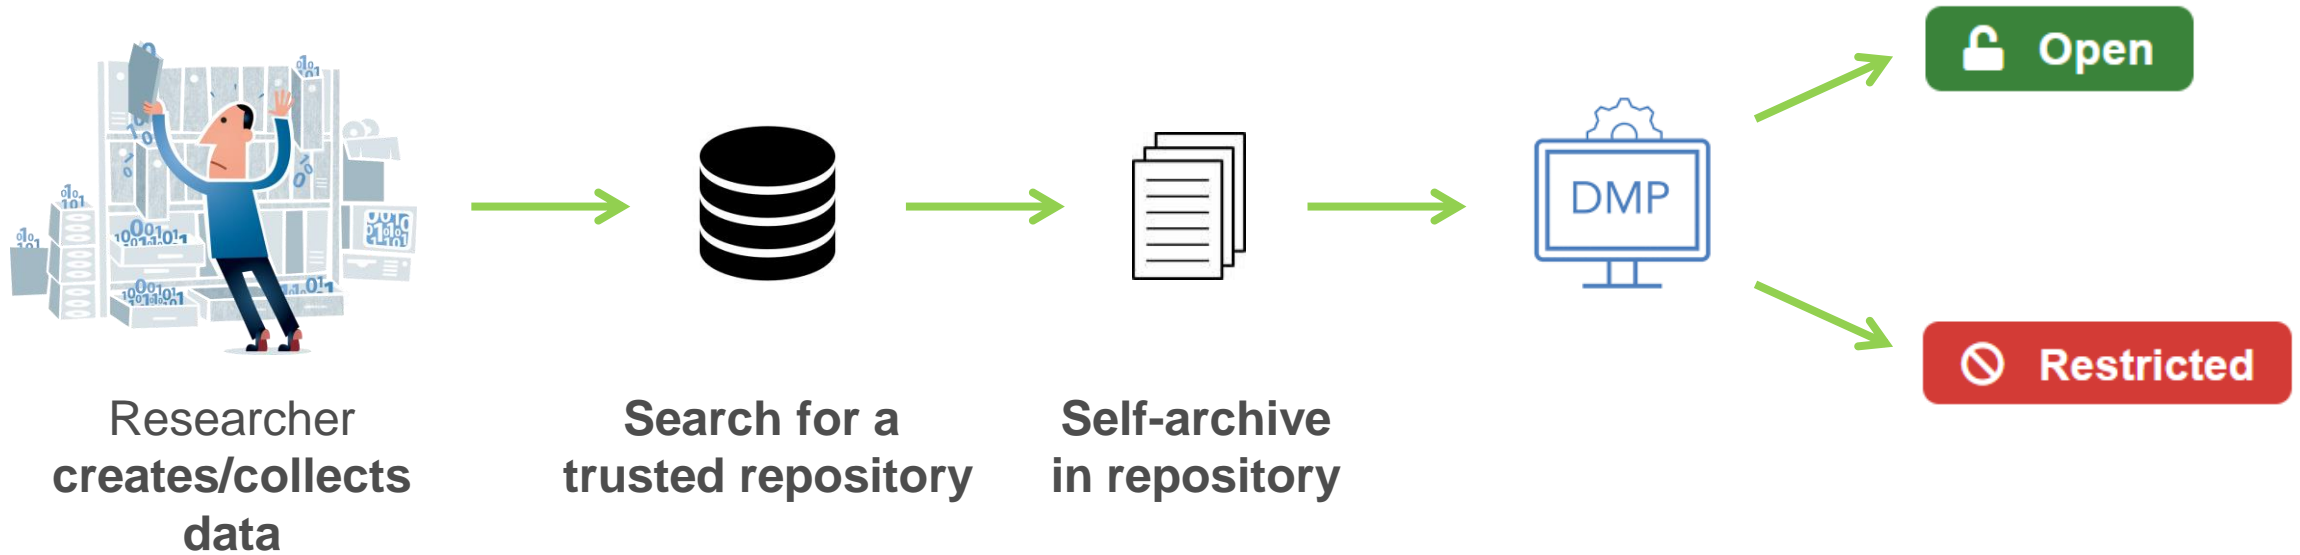 Researcher
creates/collects
data
Search for a
trusted repository
Self-archive
in repository
DMP
Open
Restricted